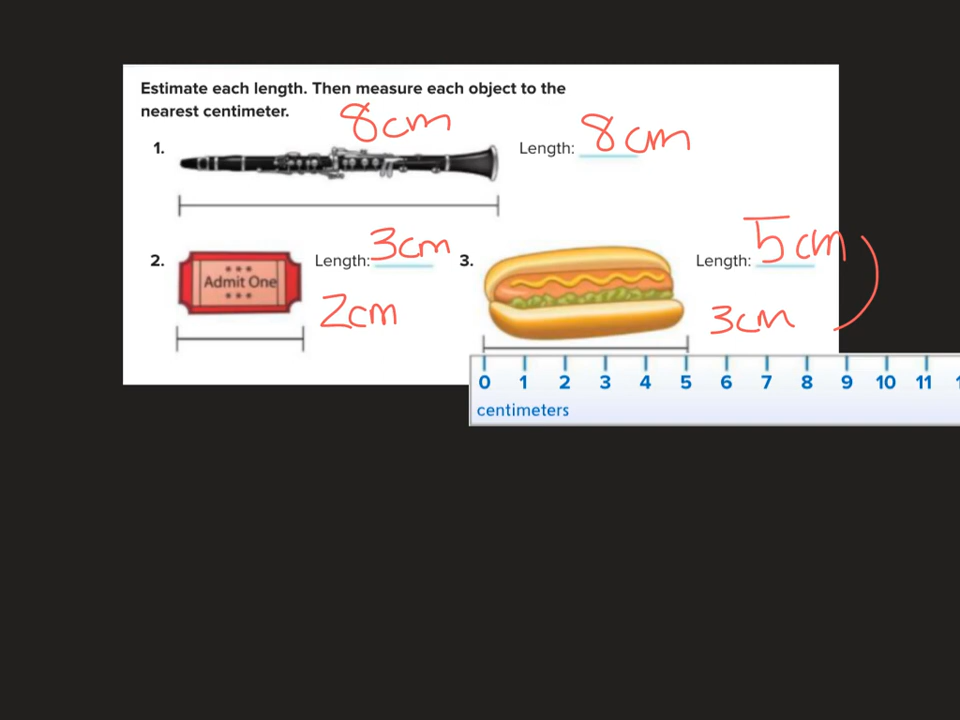 Estimate each length. Then measure each object to the
nearest centimeter.
8cm
1.
Length: 8cm
2.
Admit One
Length: 3cm
2cm
3.
Length: 5cm
3cm
0 1 2 3 4 5 6 7 8 9 10 11
centimeters